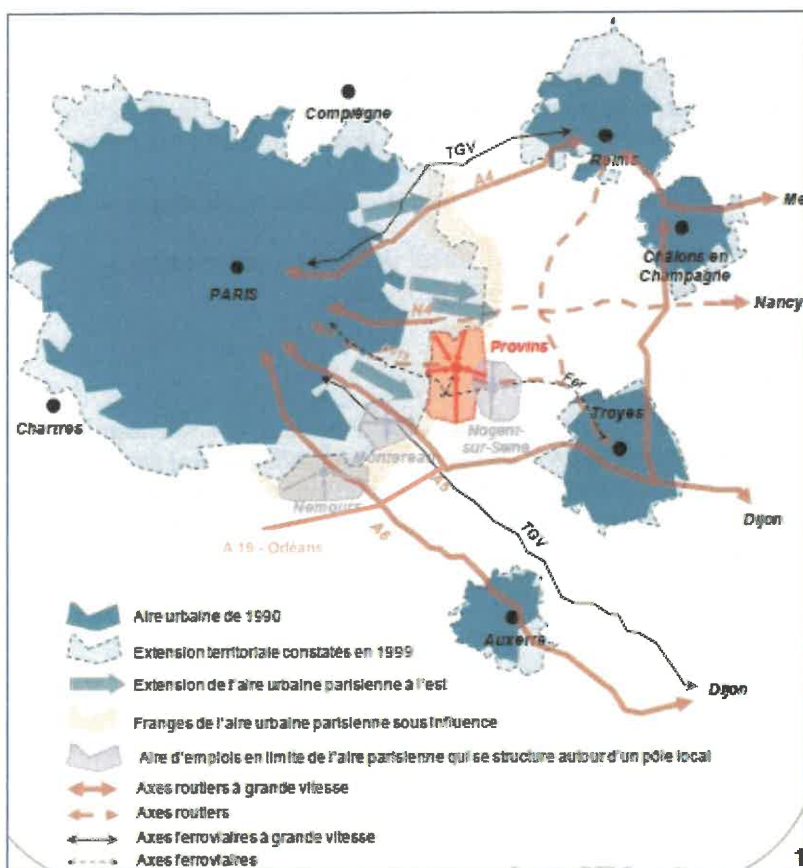 Compiègne
TGV
Reims
A4
Me
Châlons en
Champagne
PARIS
Nancy
N4
Provins
Fer
Troyes
Chartres
Nogent-
sur-Seine
Montereau
A5
Nemours
Dijon
A 19 - Orléans
A6
TGV
Auxerre
Dijon
Aire urbaine de 1990
Extension territoriale constatés en 1999
Extension de l'aire urbaine parisienne à l'est
Franges de l'aire urbaine parisienne sous influence
Aire d'emplois en limite de l'aire parisienne qui se structure autour d'un pôle local
Axes routiers à grande vitesse
Axes routiers
Axes ferroviaires à grande vitesse
Axes ferroviaires
1